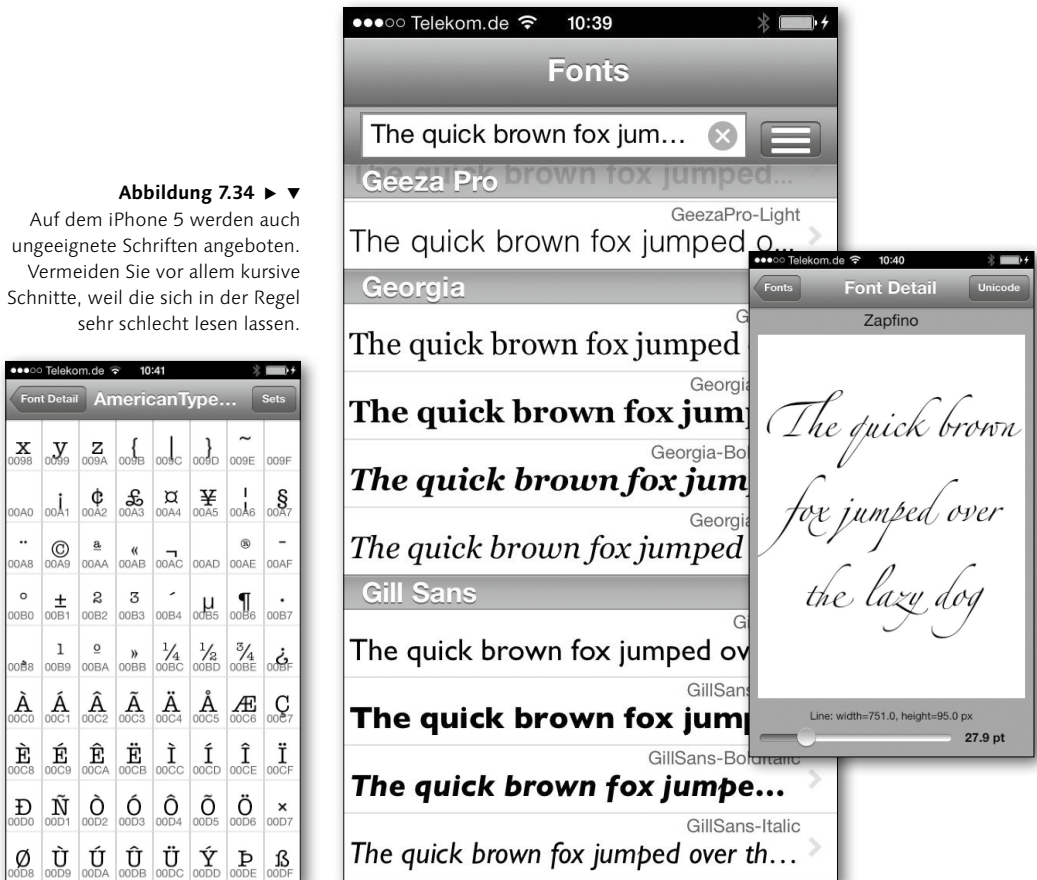 Abbildung 7.34 ► ▼
Auf dem iPhone 5 werden auch
ungeeignete Schriften angeboten.
Vermeiden Sie vor allem kursive
Schnitte, weil die sich in der Regel
sehr schlecht lesen lassen.
Telekom.de 10:41
Font Detail AmericanType... Sets
x y z { | } ~
0098 0099 009A 009B 009C 009D 009E 009F
¡ ¢ £ ¤ ¥ ¦ §
00A0 00A1 00A2 00A3 00A4 00A5 00A6 00A7
¨ © ª « ¬ ® ¯
00A8 00A9 00AA 00AB 00AC 00AD 00AE 00AF
° ± 2 3 ´ µ ¶ ·
00B0 00B1 00B2 00B3 00B4 00B5 00B6 00B7
¸ 1 º » ¼ ½ ¾ ¿
00B8 00B9 00BA 00BB 00BC 00BD 00BE 00BF
À Á Â Ã Ä Å Æ Ç
00C0 00C1 00C2 00C3 00C4 00C5 00C6 00C7
È É Ê Ë Ì Í Î Ï
00C8 00C9 00CA 00CB 00CC 00CD 00CE 00CF
Ð Ñ Ò Ó Ô Õ Ö ×
00D0 00D1 00D2 00D3 00D4 00D5 00D6 00D7
Ø Ù Ú Û Ü Ý Þ ß
00D8 00D9 00DA 00DB 00DC 00DD 00DE 00DF
Telekom.de 10:39
Fonts
The quick brown fox jum...
The quick brown fox jumped...
Geeza Pro
GeezaPro-Light
The quick brown fox jumped o...
Georgia
The quick brown fox jumped
Georgia
The quick brown fox jump
Georgia-Bol
The quick brown fox jum
Georgia
The quick brown fox jumped
Gill Sans
The quick brown fox jumped ov
GillSans
The quick brown fox jump
GillSans-BoldItalic
The quick brown fox jumpe...
GillSans-Italic
The quick brown fox jumped over th...
Telekom.de 10:40
Fonts Font Detail Unicode
Zapfino
The quick brown
fox jumped over
the lazy dog
Line: width=751.0, height=95.0 px
27.9 pt